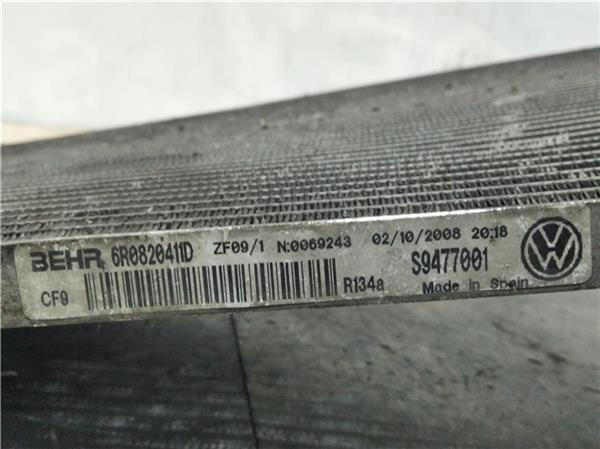 BEHR 6R0820411D ZF09/1 N:0069243 02/10/2008 20:18
CF9 R134a S9477001
Made in Spain